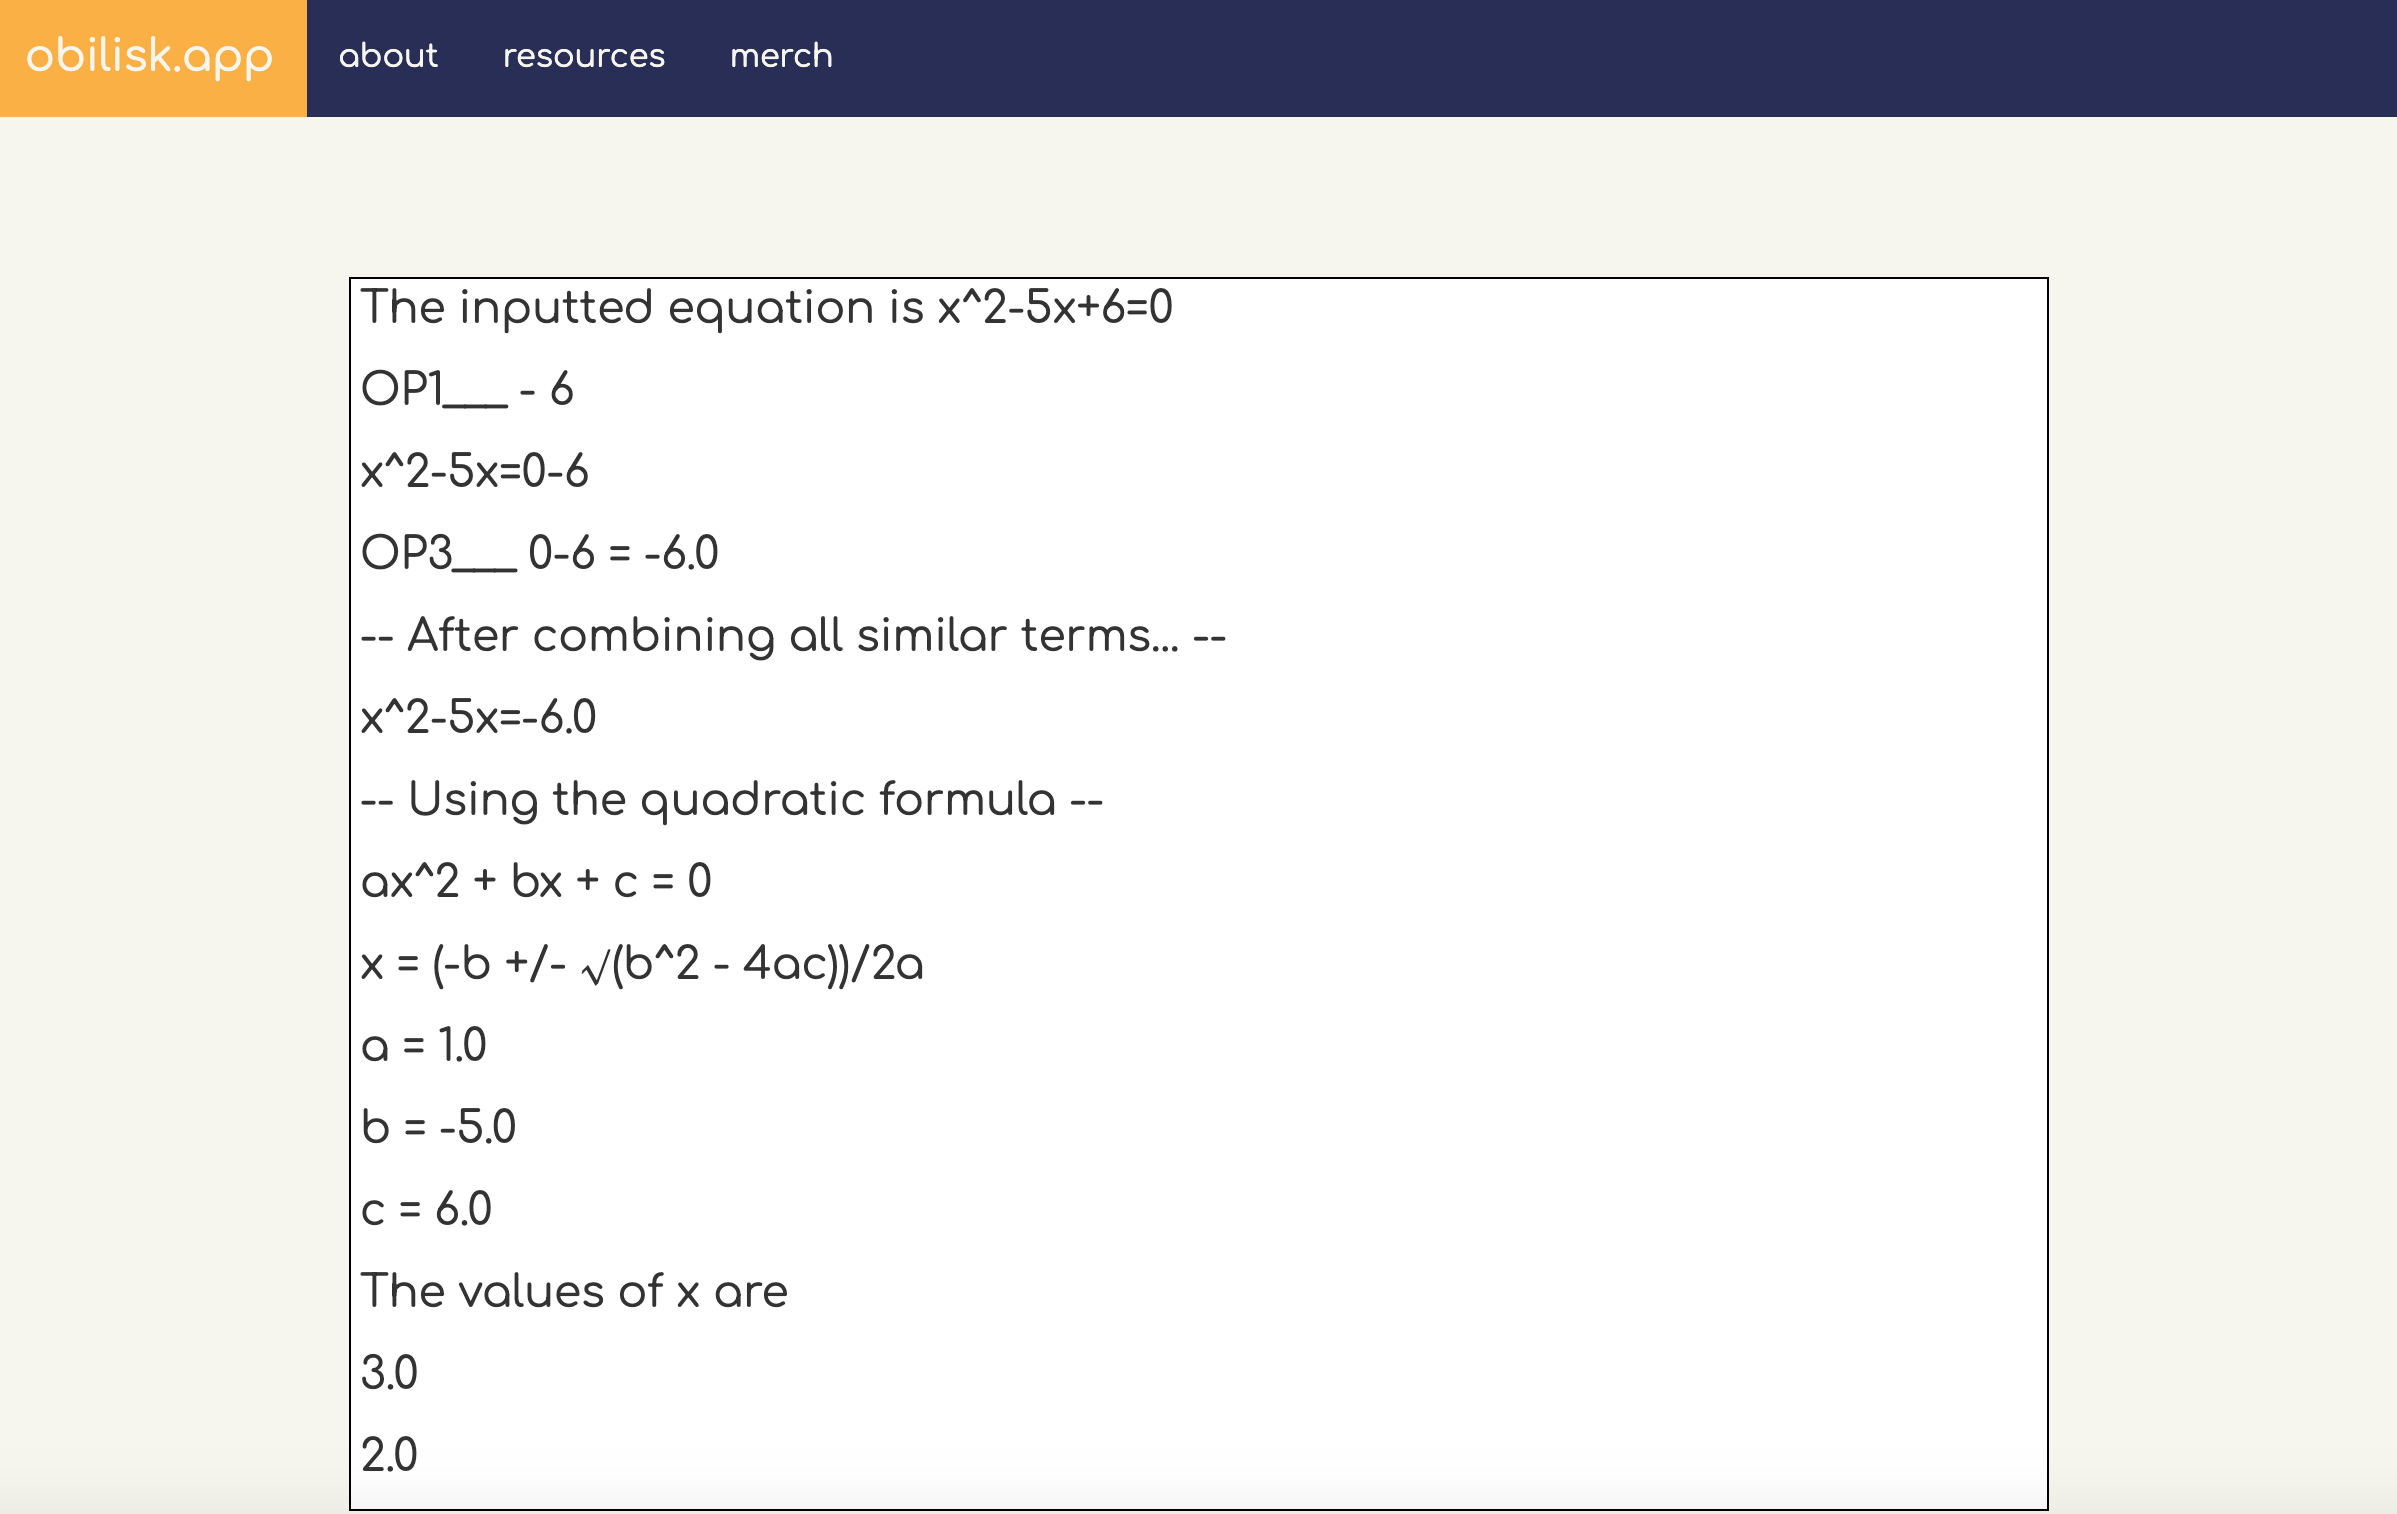 obilisk.app about resources merch
The inputted equation is x^2-5x+6=0
OP1___ - 6
x^2-5x=0-6
OP3___ 0-6 = -6.0
-- After combining all similar terms... --
x^2-5x=-6.0
-- Using the quadratic formula --
ax^2 + bx + c = 0
x = (-b +/- √(b^2 - 4ac))/2a
a = 1.0
b = -5.0
c = 6.0
The values of x are
3.0
2.0